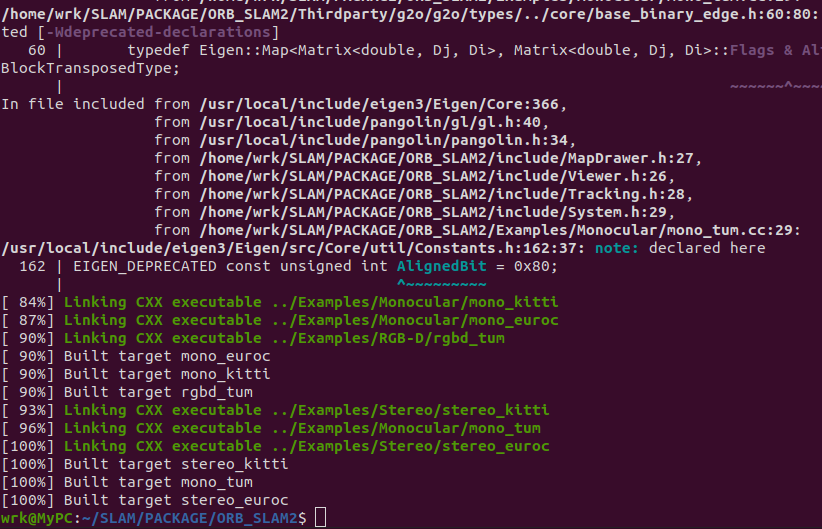 /home/wrk/SLAM/PACKAGE/ORB_SLAM2/Thirdparty/g2o/g2o/types/../core/base_binary_edge.h:60:80:
ted [-Wdeprecated-declarations]
   60 |       typedef Eigen::Map<Matrix<double, Dj, Di>, Matrix<double, Dj, Di>::Flags & Al
BlockTransposedType;
      |                                                                          ~~~~~~^~~~
In file included from /usr/local/include/eigen3/Eigen/Core:366,
                 from /usr/local/include/pangolin/gl/gl.h:40,
                 from /usr/local/include/pangolin/pangolin.h:34,
                 from /home/wrk/SLAM/PACKAGE/ORB_SLAM2/include/MapDrawer.h:27,
                 from /home/wrk/SLAM/PACKAGE/ORB_SLAM2/include/Viewer.h:26,
                 from /home/wrk/SLAM/PACKAGE/ORB_SLAM2/include/Tracking.h:28,
                 from /home/wrk/SLAM/PACKAGE/ORB_SLAM2/include/System.h:29,
                 from /home/wrk/SLAM/PACKAGE/ORB_SLAM2/Examples/Monocular/mono_tum.cc:29:
/usr/local/include/eigen3/Eigen/src/Core/util/Constants.h:162:37: note: declared here
  162 | EIGEN_DEPRECATED const unsigned int AlignedBit = 0x80;
      |                                     ^~~~~~~~~~
[ 84%] Linking CXX executable ../Examples/Monocular/mono_kitti
[ 87%] Linking CXX executable ../Examples/Monocular/mono_euroc
[ 90%] Linking CXX executable ../Examples/RGB-D/rgbd_tum
[ 90%] Built target mono_euroc
[ 90%] Built target mono_kitti
[ 90%] Built target rgbd_tum
[ 93%] Linking CXX executable ../Examples/Stereo/stereo_kitti
[ 96%] Linking CXX executable ../Examples/Monocular/mono_tum
[100%] Linking CXX executable ../Examples/Stereo/stereo_euroc
[100%] Built target stereo_kitti
[100%] Built target mono_tum
[100%] Built target stereo_euroc
wrk@MyPC:~/SLAM/PACKAGE/ORB_SLAM2$